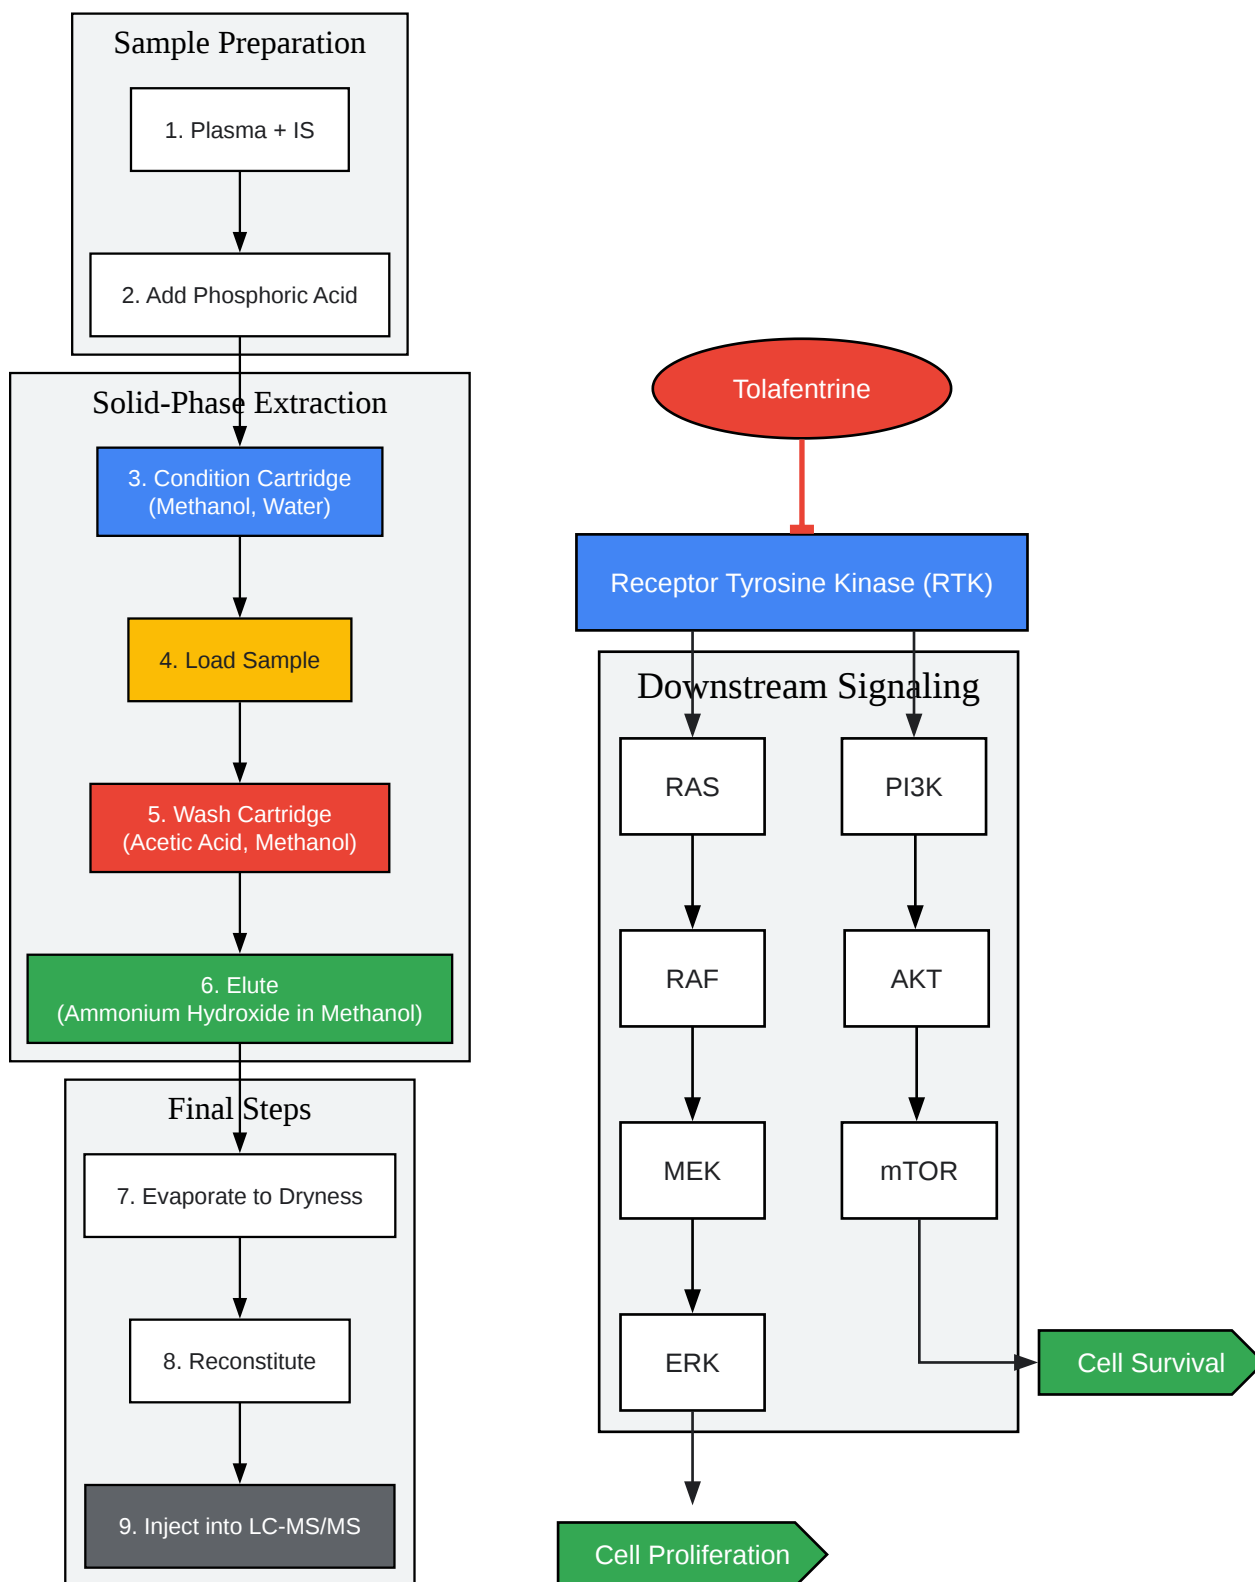 Sample Preparation
1. Plasma + IS
2. Add Phosphoric Acid
Solid-Phase Extraction
3. Condition Cartridge
(Methanol, Water)
4. Load Sample
5. Wash Cartridge
(Acetic Acid, Methanol)
6. Elute
(Ammonium Hydroxide in Methanol)
Final Steps
7. Evaporate to Dryness
8. Reconstitute
9. Inject into LC-MS/MS
Tolafentrine
Receptor Tyrosine Kinase (RTK)
Downstream Signaling
RAS
PI3K
RAF
AKT
MEK
mTOR
ERK
Cell Survival
Cell Proliferation